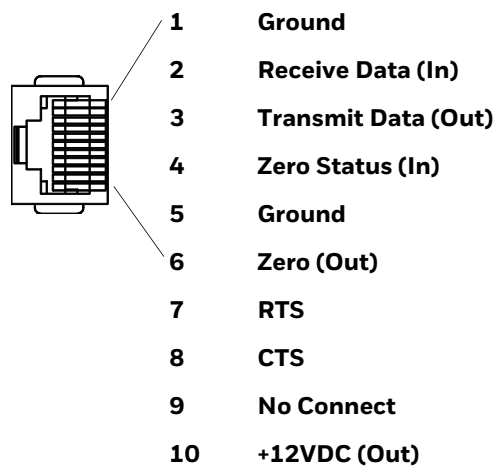 1 Ground
2 Receive Data (In)
3 Transmit Data (Out)
4 Zero Status (In)
5 Ground
6 Zero (Out)
7 RTS
8 CTS
9 No Connect
10 +12VDC (Out)